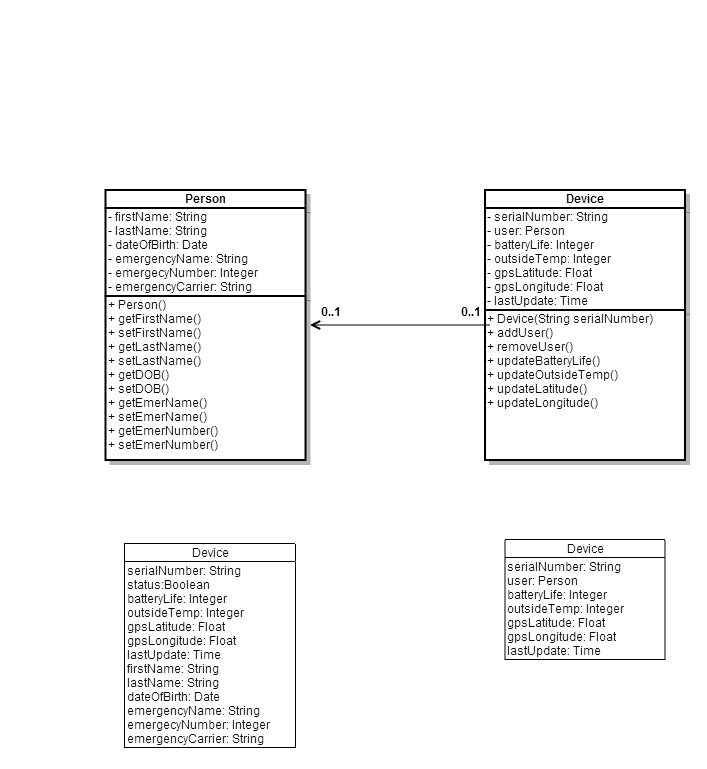 Person
- firstName: String
- lastName: String
- dateOfBirth: Date
- emergencyName: String
- emergecyNumber: Integer
- emergencyCarrier: String
+ Person()
+ getFirstName()
+ setFirstName()
+ getLastName()
+ setLastName()
+ getDOB()
+ setDOB()
+ getEmerName()
+ setEmerName()
+ getEmerNumber()
+ setEmerNumber()
0..1
0..1
Device
- serialNumber: String
- user: Person
- batteryLife: Integer
- outsideTemp: Integer
- gpsLatitude: Float
- gpsLongitude: Float
- lastUpdate: Time
+ Device(String serialNumber)
+ addUser()
+ removeUser()
+ updateBatteryLife()
+ updateOutsideTemp()
+ updateLatitude()
+ updateLongitude()
Device
serialNumber: String
status:Boolean
batteryLife: Integer
outsideTemp: Integer
gpsLatitude: Float
gpsLongitude: Float
lastUpdate: Time
firstName: String
lastName: String
dateOfBirth: Date
emergencyName: String
emergecyNumber: Integer
emergencyCarrier: String
Device
serialNumber: String
user: Person
batteryLife: Integer
outsideTemp: Integer
gpsLatitude: Float
gpsLongitude: Float
lastUpdate: Time